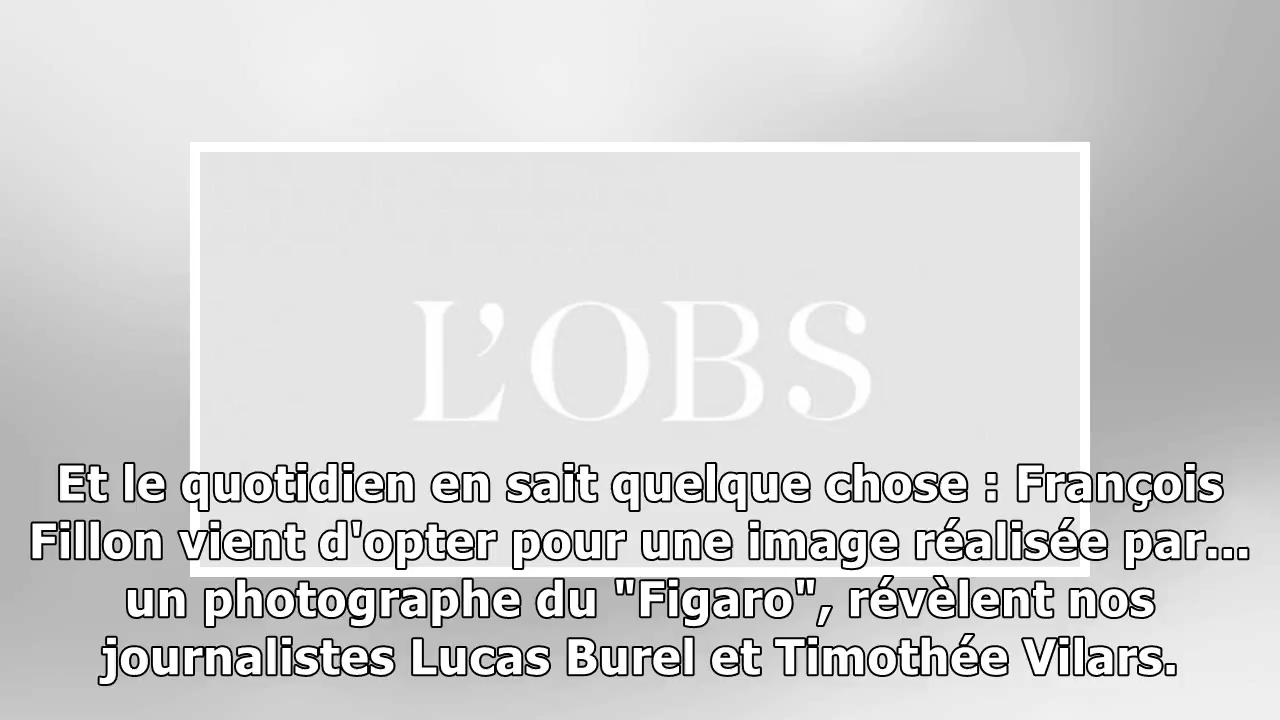 L'OBS
Et le quotidien en sait quelque chose : François
Fillon vient d'opter pour une image réalisée par...
un photographe du "Figaro", révèlent nos
journalistes Lucas Burel et Timothée Vilars.